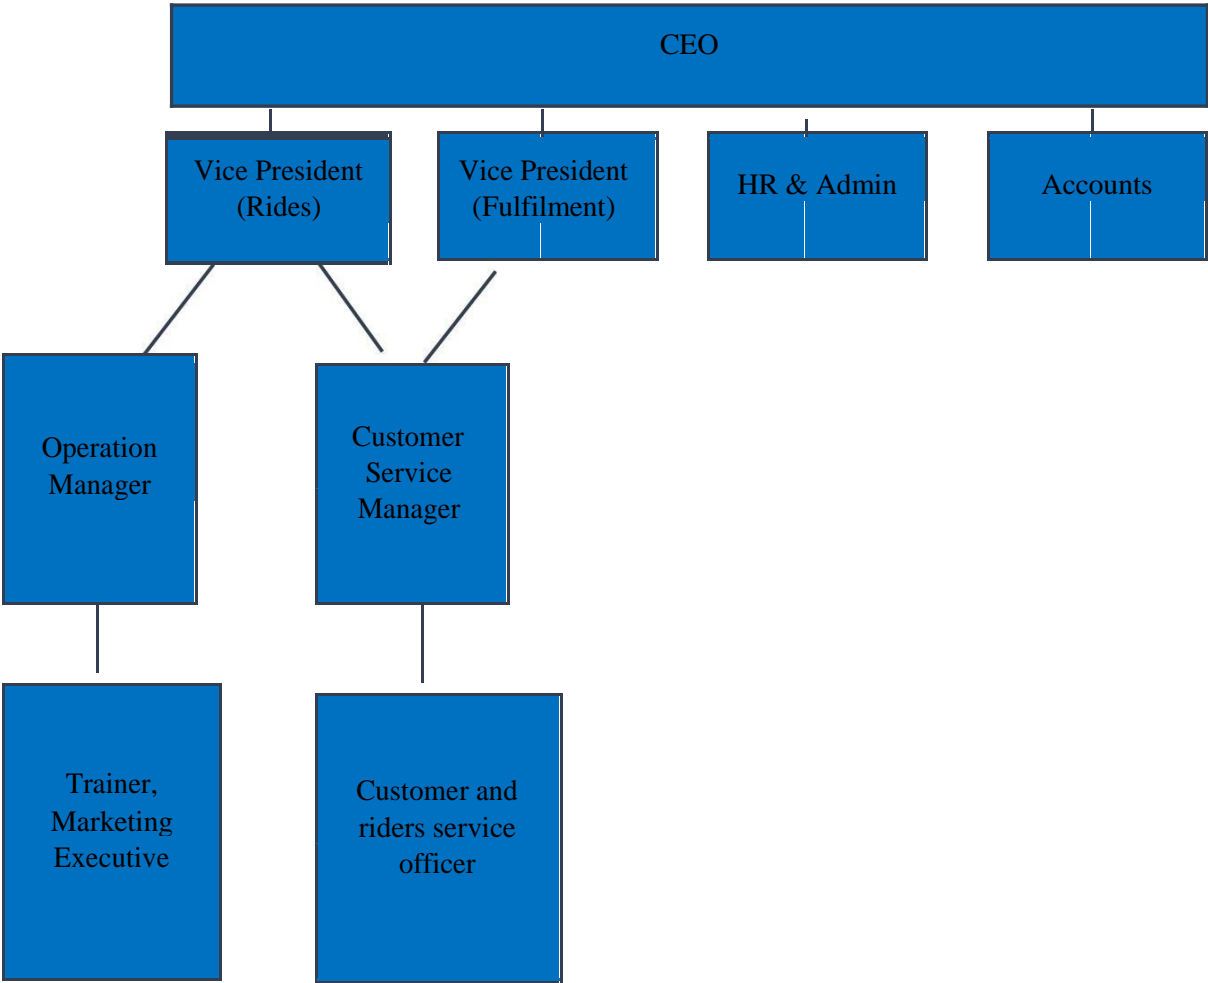 CEO
Vice President
(Rides)
Vice President
(Fulfilment)
HR & Admin
Accounts
Operation
Manager
Customer
Service
Manager
Trainer,
Marketing
Executive
Customer and
riders service
officer